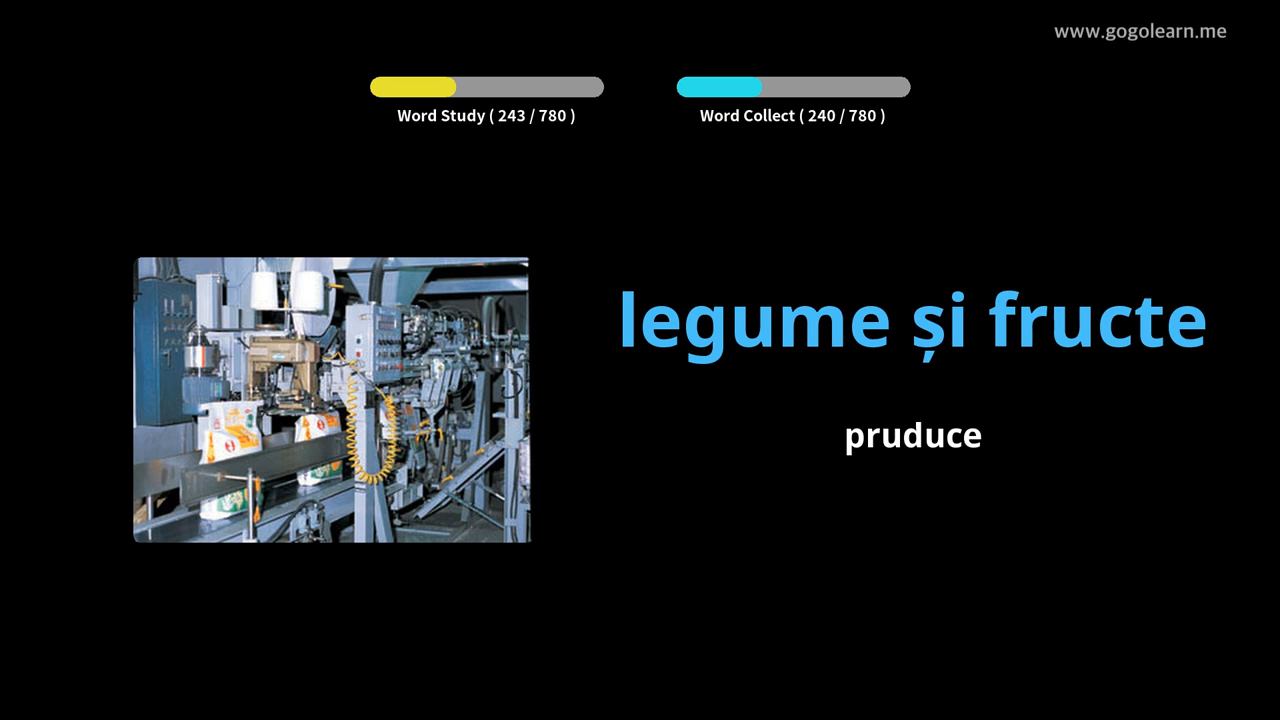 www.gogolearn.me
Word Study ( 243 / 780 )
Word Collect ( 240 / 780 )
legume și fructe
pruduce